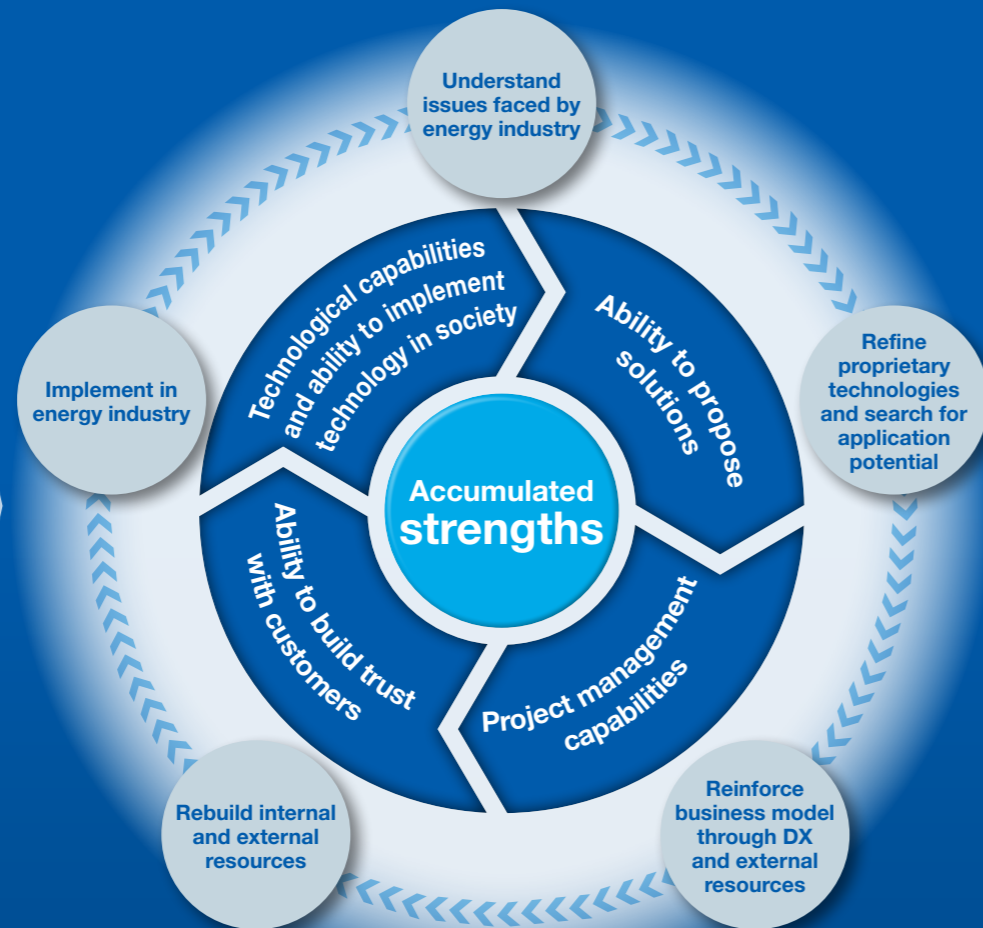 Understand
issues faced by
energy industry
Refine
proprietary
technologies
and search for
application
potential
Reinforce
business model
through DX
and external
resources
Rebuild internal
and external
resources
Implement in
energy industry
Technological capabilities
and ability to implement
technology in society
Ability to propose
solutions
Project management
capabilities
Ability to build trust
with customers
Accumulated
strengths